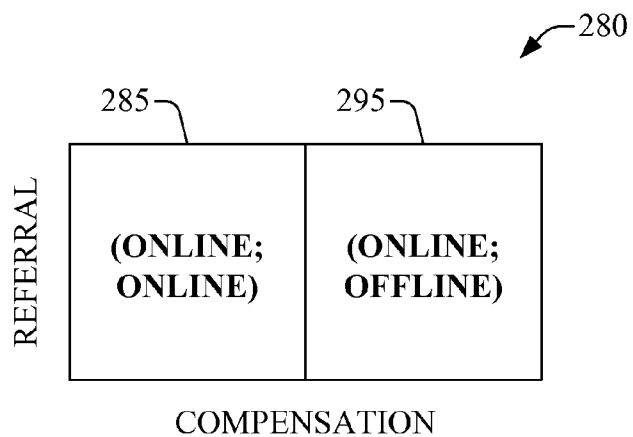 280
285
295
REFERRAL
(ONLINE;
ONLINE)
(ONLINE;
OFFLINE)
COMPENSATION